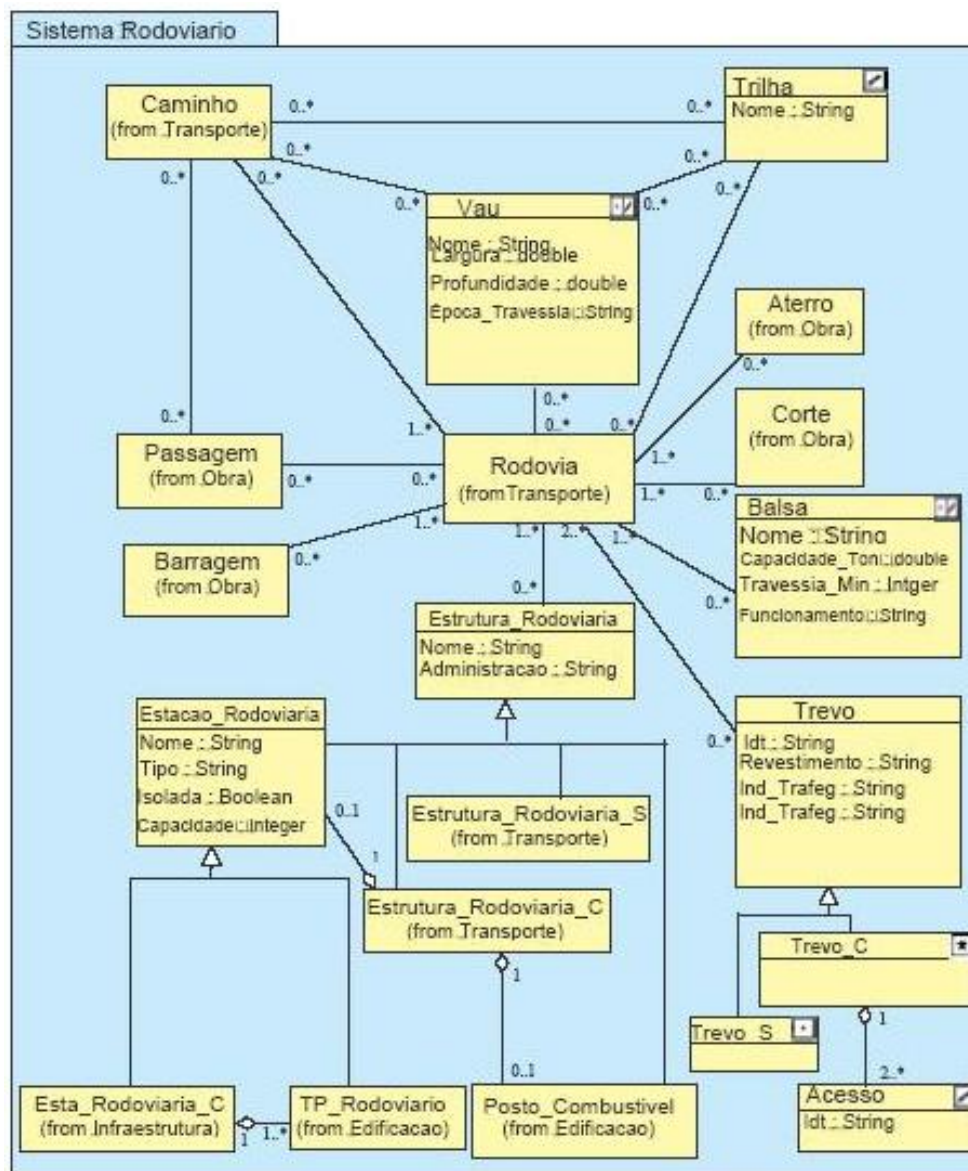 Sistema Rodoviario
Caminho
(from Transporte)
0..*
0..*
Trilha
Nome : String
0..*
0..*
0..*
0..*
0..*
0..*
0..*
Vau
Nome : String
Largura : double
Profundidade : double
Epoca_Travessia : String
Aterro
(from Obra)
0..*
0..*
0..*
0..*
1..*
0..*
0..*
Corte
(from Obra)
Passagem
(from Obra)
0..*
0..*
Rodovia
(from Transporte)
1..*
1..*
0..*
1..*
Barragem
(from Obra)
0..*
1..*
2..*
1..*
Balsa
Nome : String
Capacidade_Ton : double
Travessia_Min : Intger
Funcionamento : String
0..*
0..*
Estrutura_Rodoviaria
Nome : String
Administracao : String
Estacao_Rodoviaria
Nome : String
Tipo : String
Isolada : Boolean
Capacidade : Integer
0..*
Trevo
Idt : String
Revestimento : String
Ind_Trafeg : String
Ind_Trafeg : String
0..1
Estrutura_Rodoviaria_S
(from Transporte)
1
Estrutura_Rodoviaria_C
(from Transporte)
1
Trevo_C
1
Trevo_S
0..1
2..*
Esta_Rodoviaria_C
(from Infraestrutura)
1
1..*
TP_Rodoviario
(from Edificacao)
Posto_Combustivel
(from Edificacao)
Acesso
Idt : String